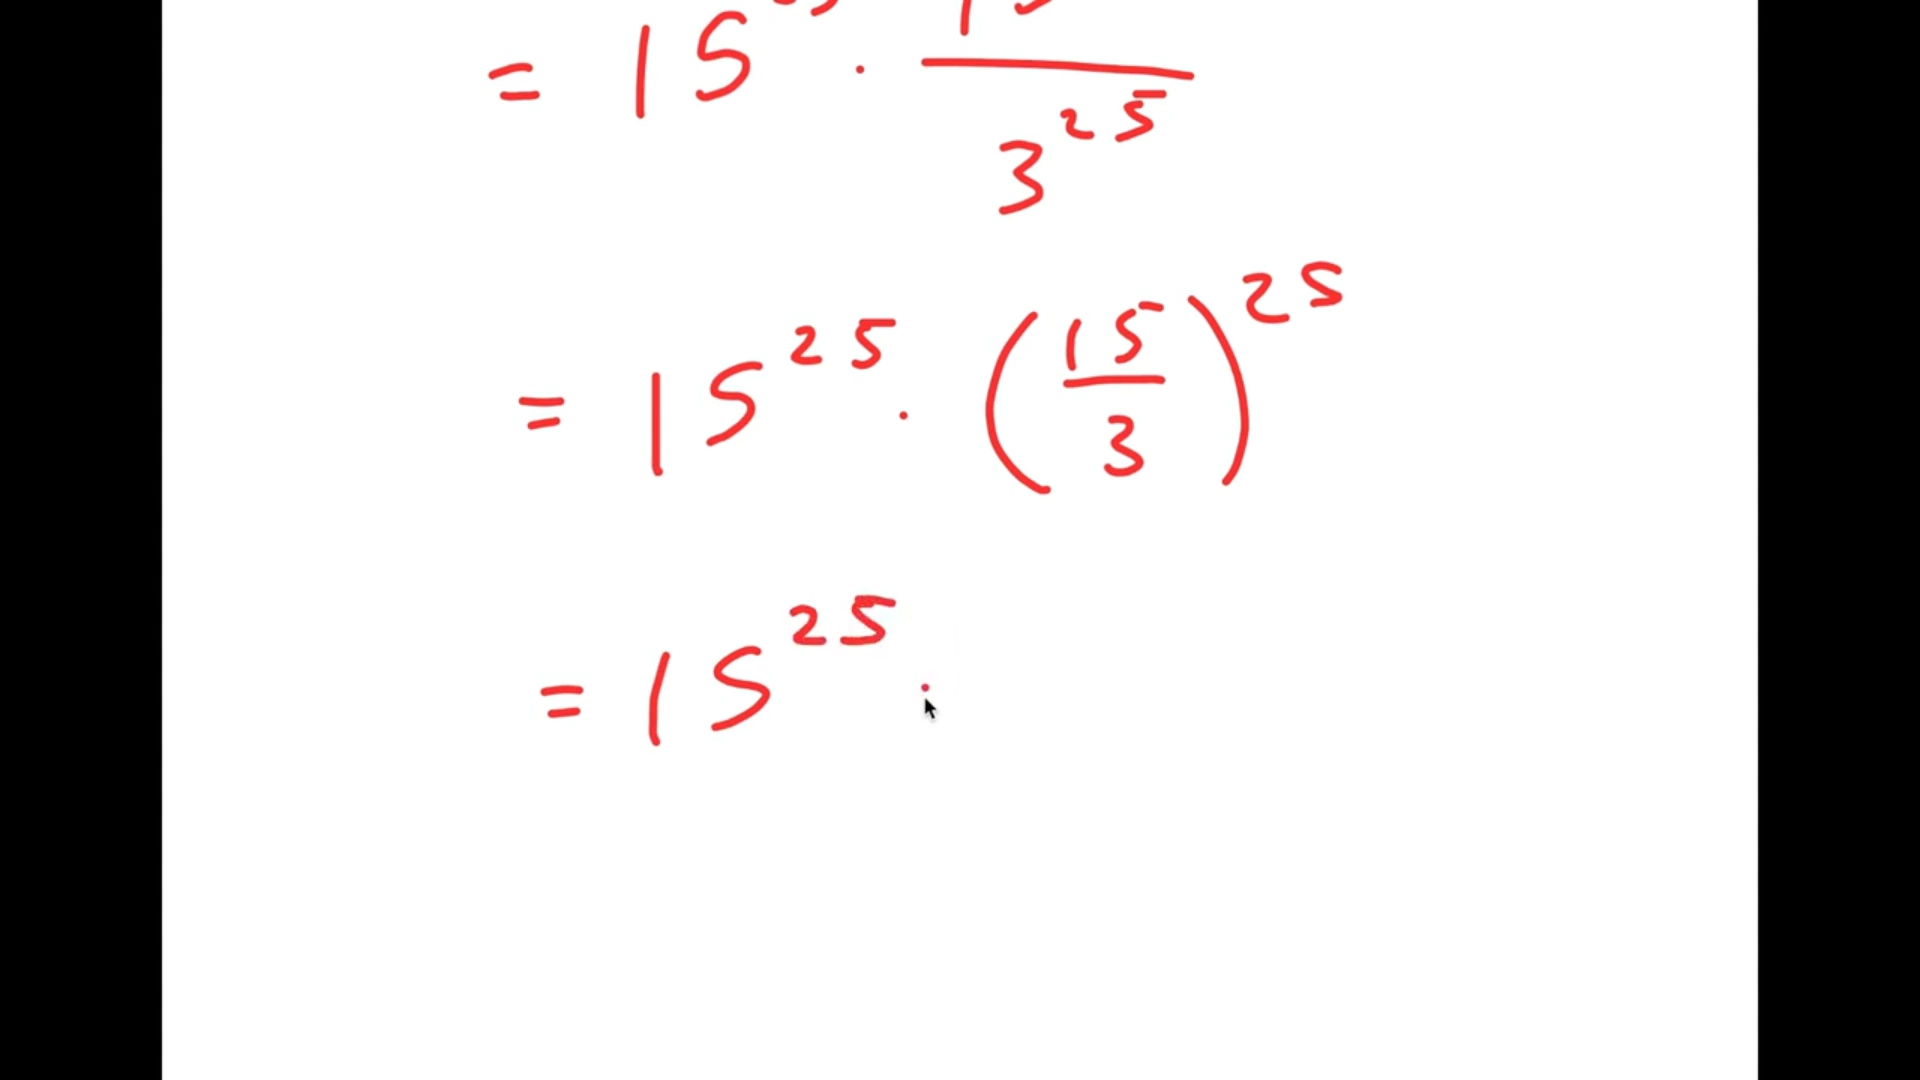 = 15 ·
3^25
= 15^25 · (15/3)^25
= 15^25 ·